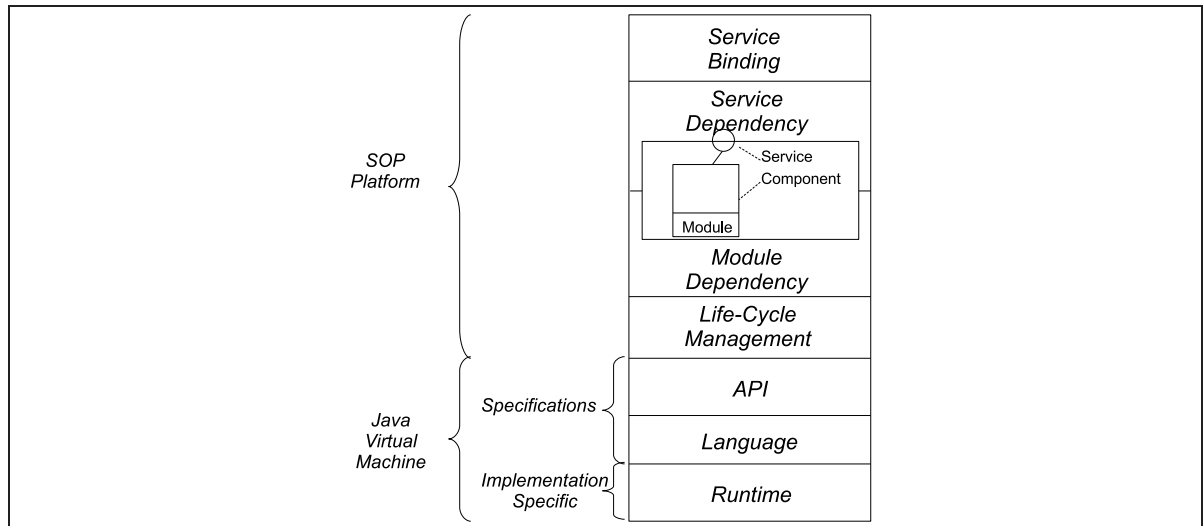 Service
Binding
Service
Dependency
Service
Component
Module
SOP
Platform
Module
Dependency
Life-Cycle
Management
API
Specifications
Java
Virtual
Machine
Language
Implementation
Specific
Runtime